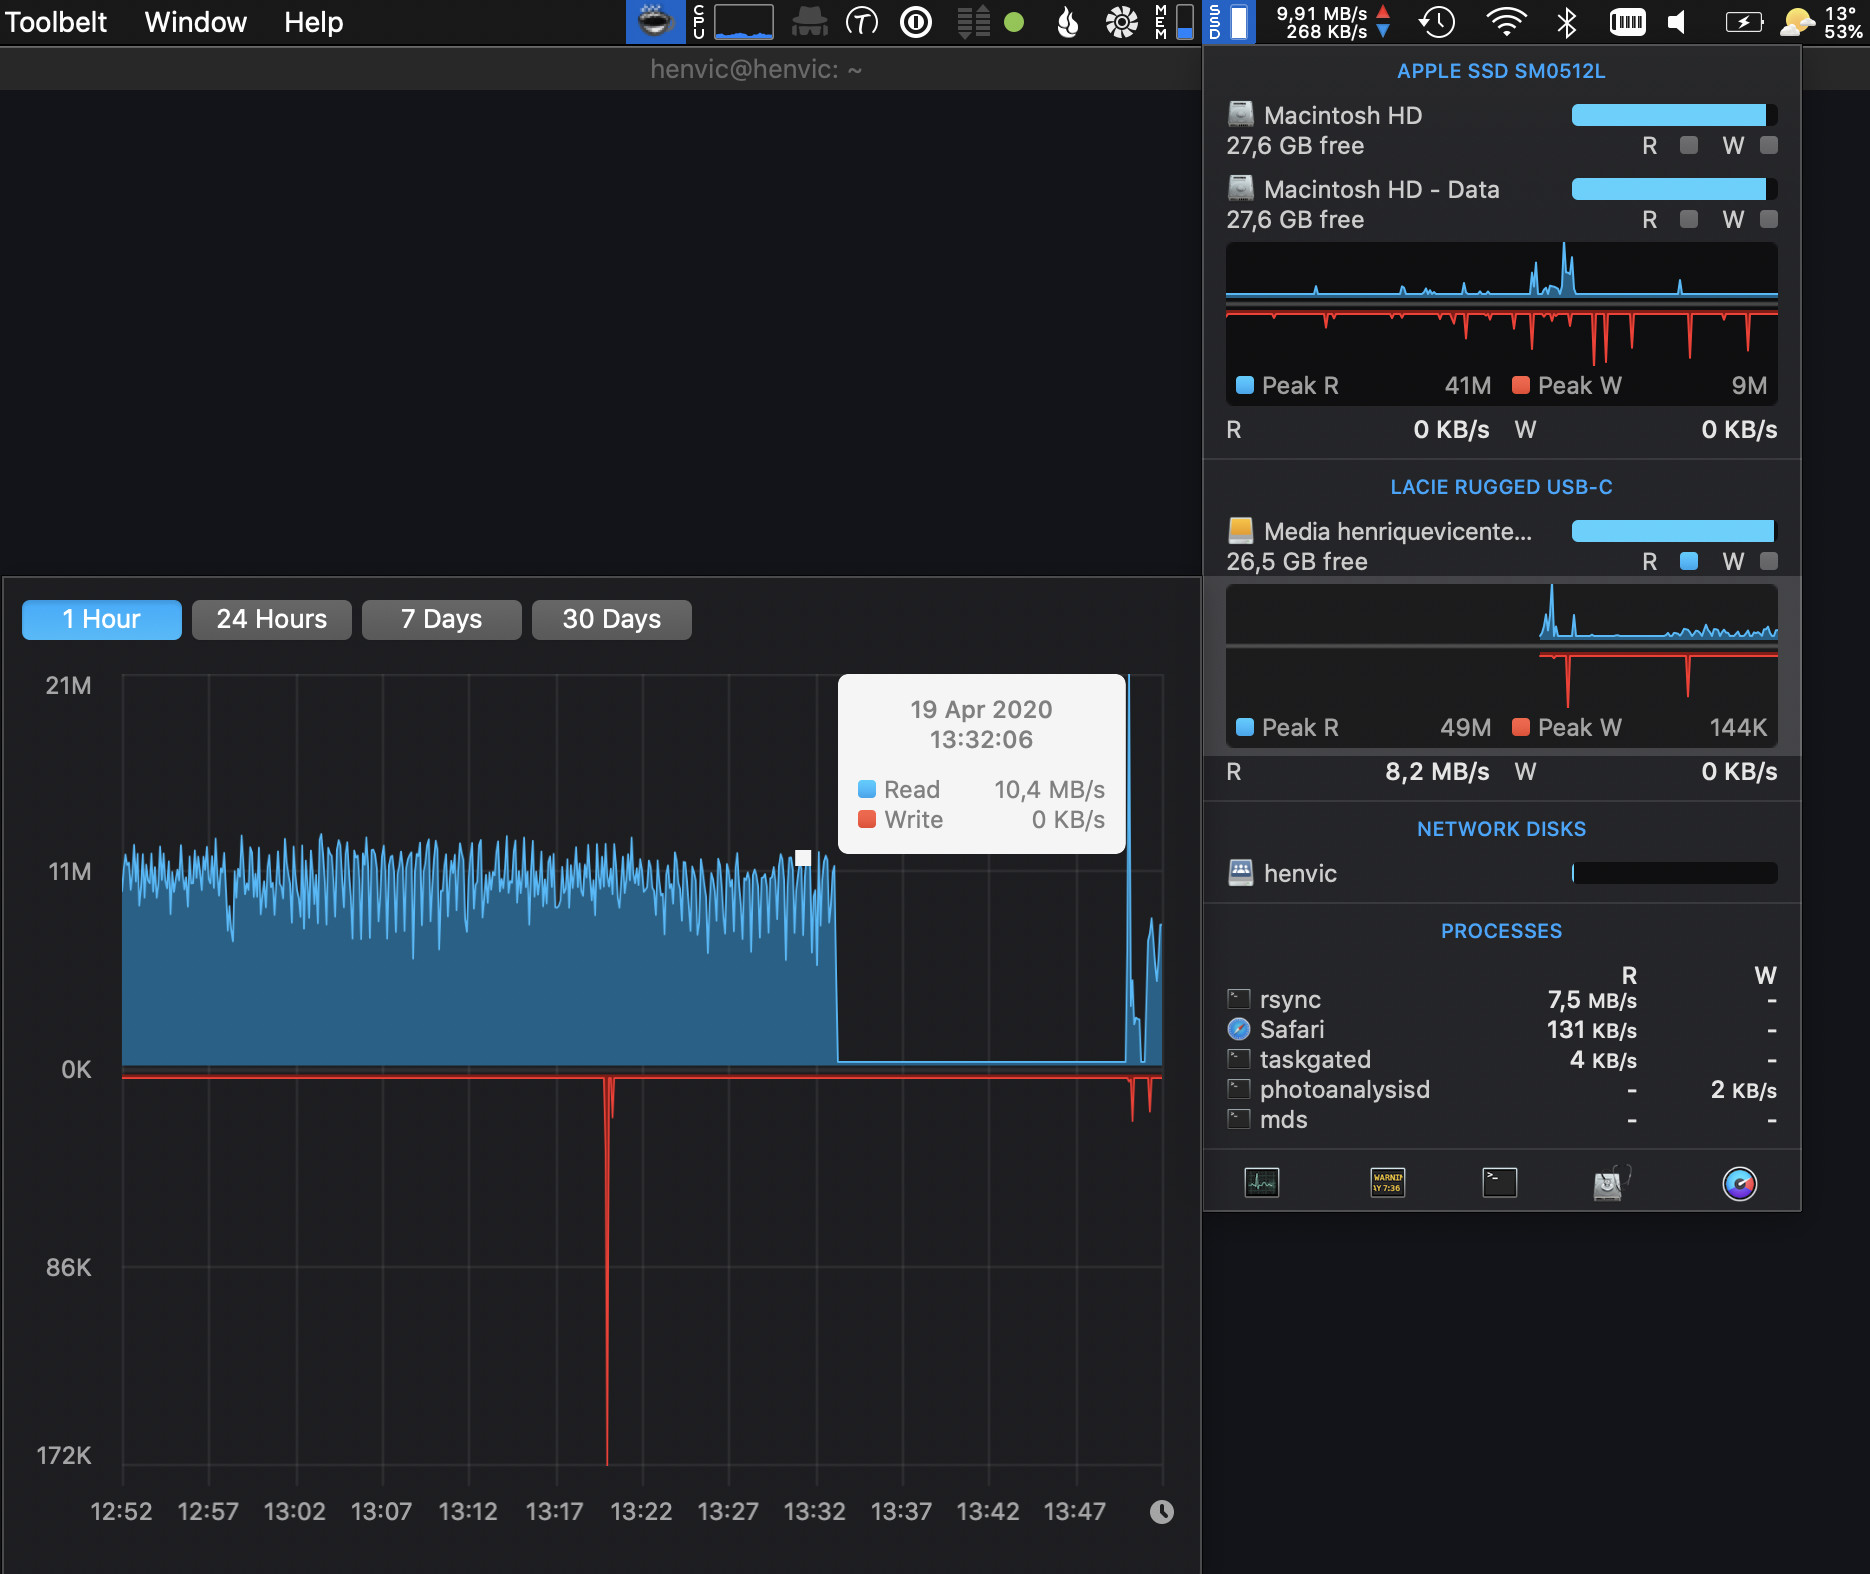 Toolbelt Window Help
CPU
MEM
SSD
9,91 MB/s
268 KB/s
13°
53%
henvic@henvic: ~
APPLE SSD SM0512L
Macintosh HD
27,6 GB free R W
Macintosh HD - Data
27,6 GB free R W
Peak R 41M Peak W 9M
R 0 KB/s W 0 KB/s
LACIE RUGGED USB-C
Media henriquevicente...
26,5 GB free R W
Peak R 49M Peak W 144K
R 8,2 MB/s W 0 KB/s
NETWORK DISKS
henvic
PROCESSES
R W
rsync 7,5 MB/s -
Safari 131 KB/s -
taskgated 4 KB/s -
photoanalysisd - 2 KB/s
mds - -
WARNIN
AY 7:36
1 Hour 24 Hours 7 Days 30 Days
21M
11M
0K
86K
172K
19 Apr 2020
13:32:06
Read 10,4 MB/s
Write 0 KB/s
12:52 12:57 13:02 13:07 13:12 13:17 13:22 13:27 13:32 13:37 13:42 13:47